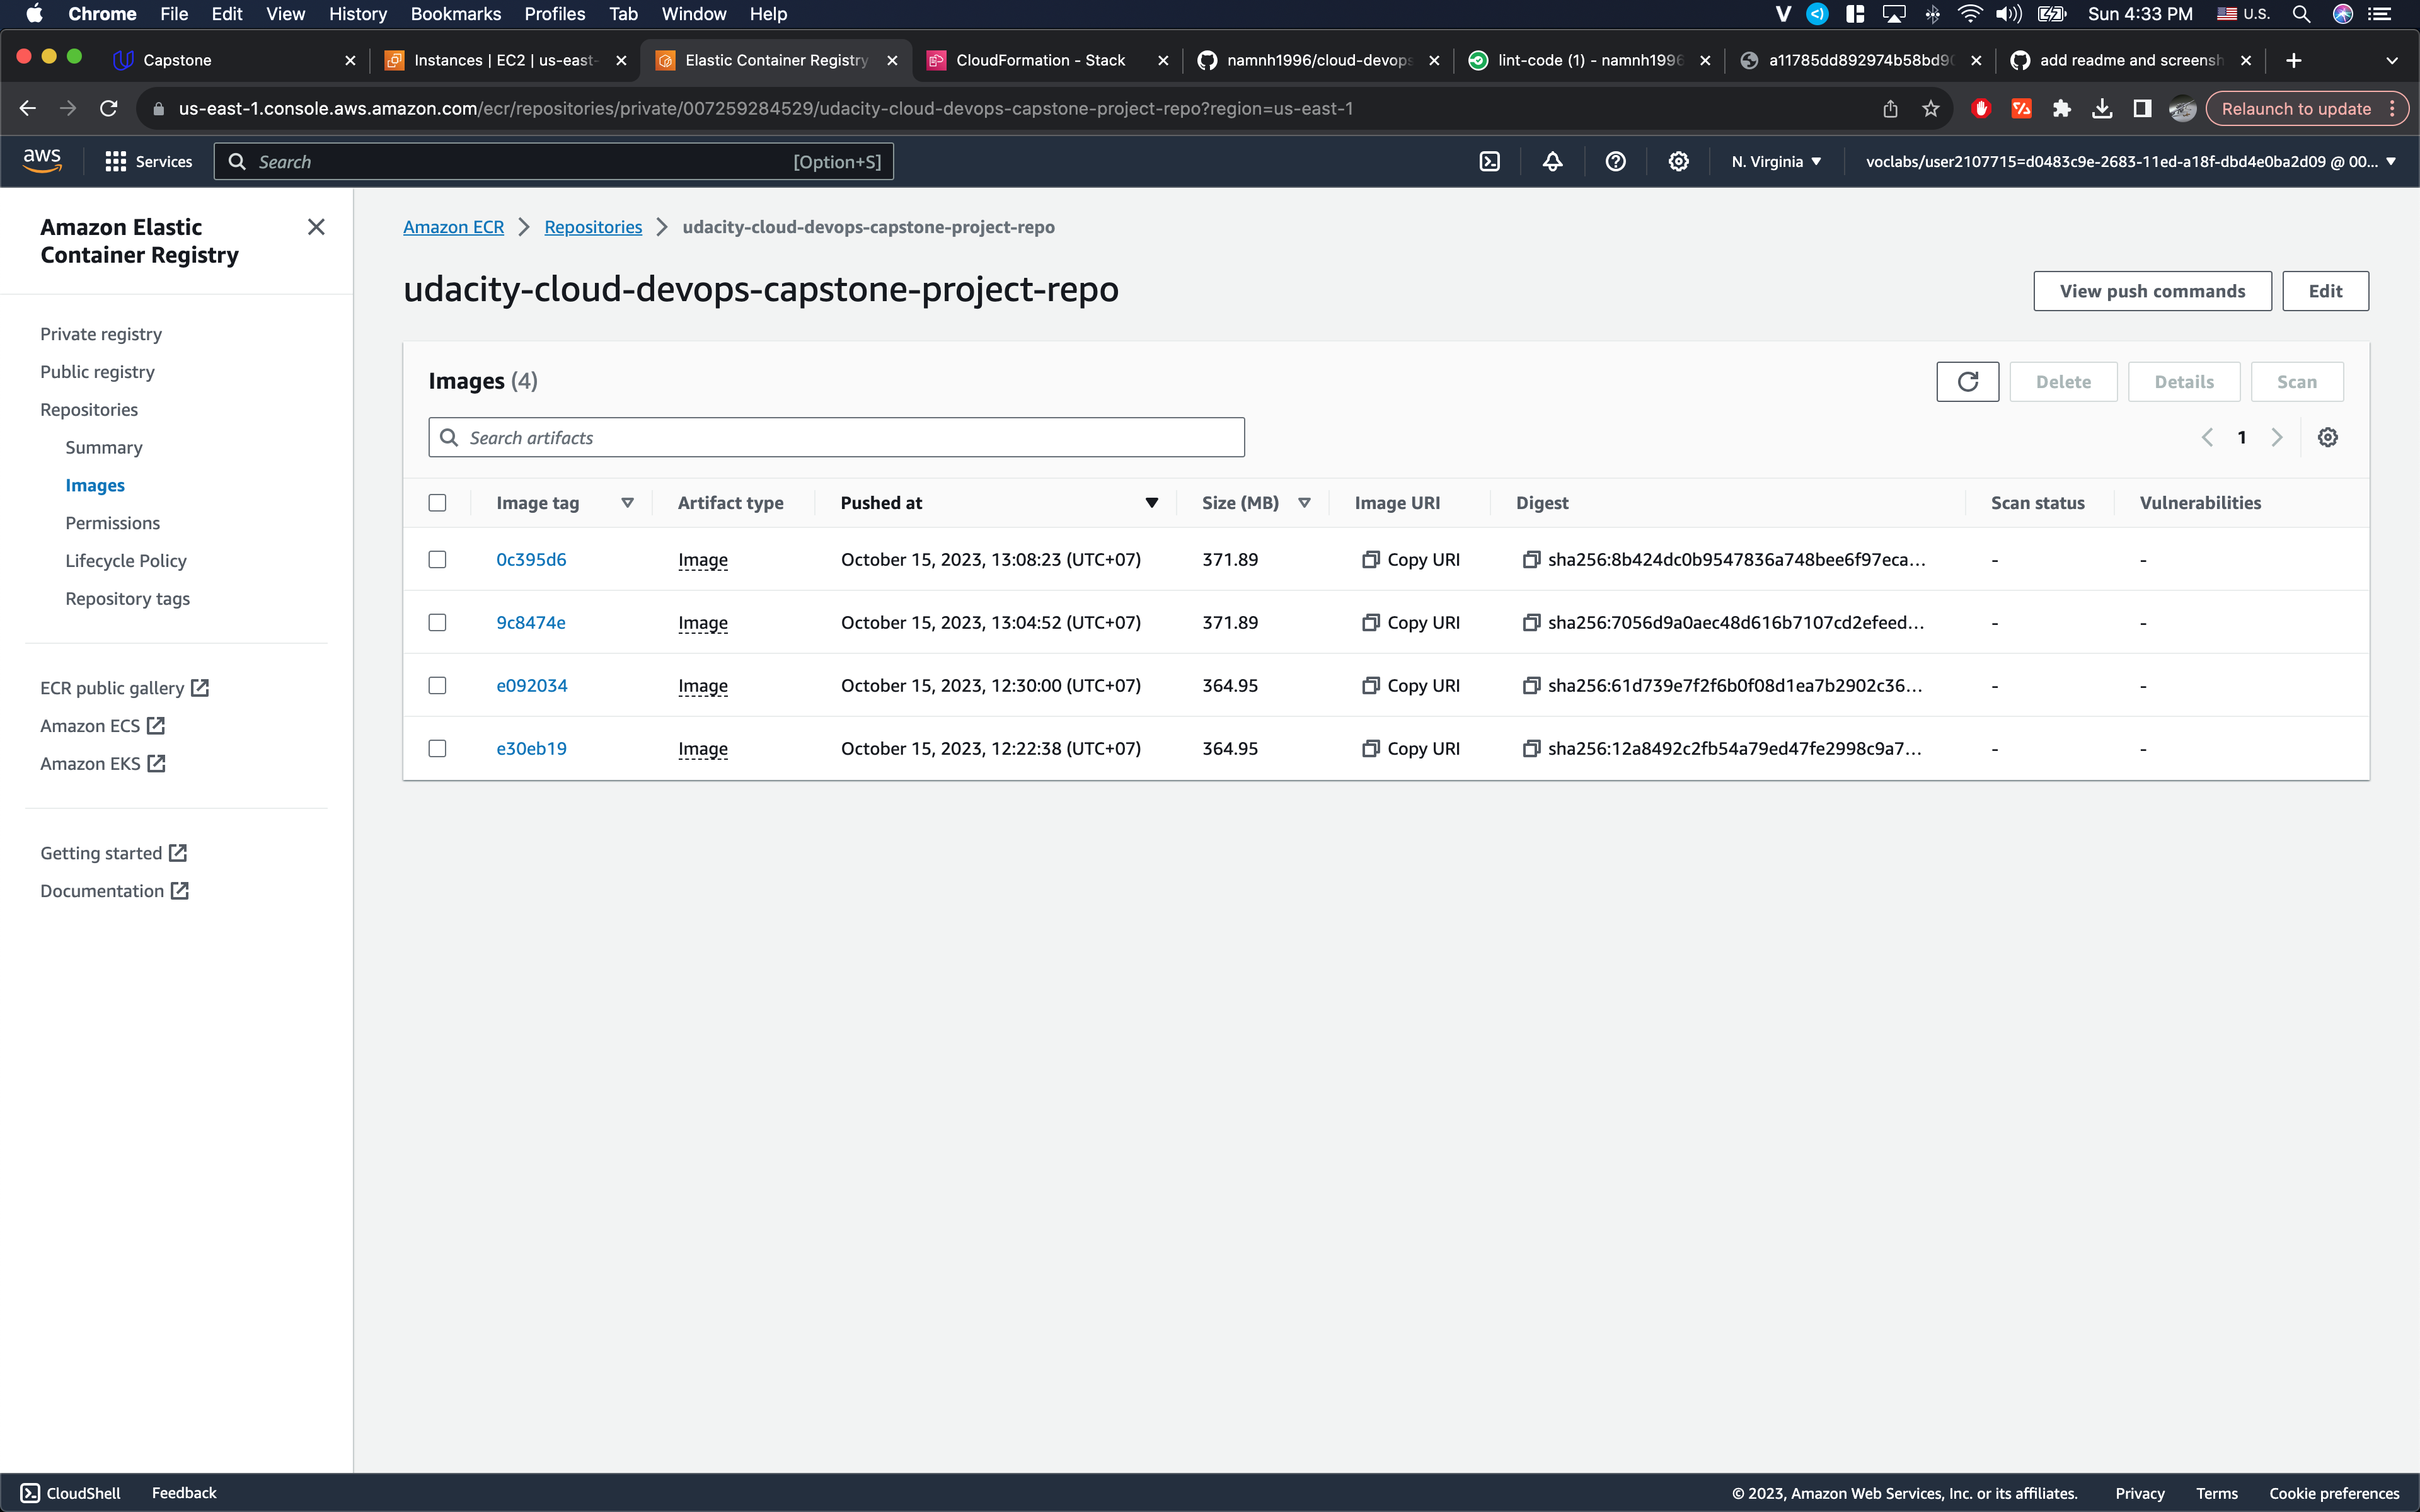 Chrome File Edit View History Bookmarks Profiles Tab Window Help Sun 4:33 PM U.S.
Capstone Instances | EC2 | us-east- Elastic Container Registry CloudFormation - Stack namnh1996/cloud-devops lint-code (1) - namnh1996 a11785dd892974b58bd90 add readme and screensh
us-east-1.console.aws.amazon.com/ecr/repositories/private/007259284529/udacity-cloud-devops-capstone-project-repo?region=us-east-1 Relaunch to update
aws Services Search [Option+S] N. Virginia voclabs/user2107715=d0483c9e-2683-11ed-a18f-dbd4e0ba2d09 @ 00...
Amazon Elastic
Container Registry
Private registry
Public registry
Repositories
Summary
Images
Permissions
Lifecycle Policy
Repository tags
ECR public gallery
Amazon ECS
Amazon EKS
Getting started
Documentation
Amazon ECR Repositories udacity-cloud-devops-capstone-project-repo
udacity-cloud-devops-capstone-project-repo View push commands Edit
Images (4) Delete Details Scan
Search artifacts 1
Image tag Artifact type Pushed at Size (MB) Image URI Digest Scan status Vulnerabilities
0c395d6 Image October 15, 2023, 13:08:23 (UTC+07) 371.89 Copy URI sha256:8b424dc0b9547836a748bee6f97eca... - -
9c8474e Image October 15, 2023, 13:04:52 (UTC+07) 371.89 Copy URI sha256:7056d9a0aec48d616b7107cd2efeed... - -
e092034 Image October 15, 2023, 12:30:00 (UTC+07) 364.95 Copy URI sha256:61d739e7f2f6b0f08d1ea7b2902c36... - -
e30eb19 Image October 15, 2023, 12:22:38 (UTC+07) 364.95 Copy URI sha256:12a8492c2fb54a79ed47fe2998c9a7... - -
CloudShell Feedback © 2023, Amazon Web Services, Inc. or its affiliates. Privacy Terms Cookie preferences